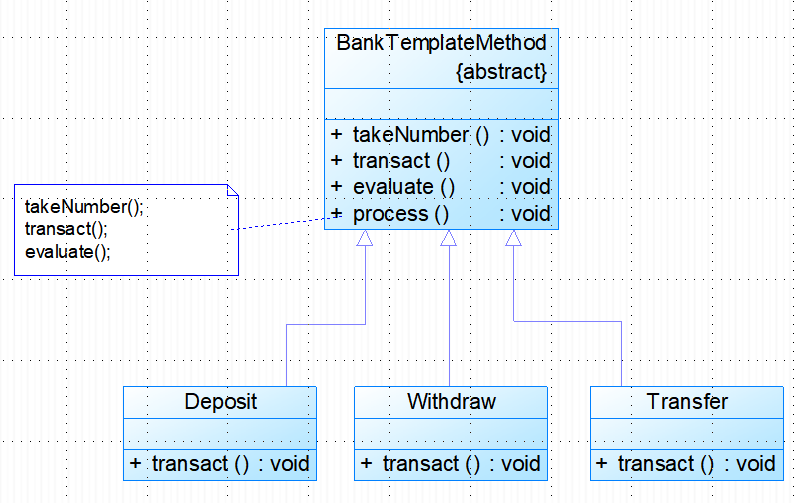 BankTemplateMethod
{abstract}
+ takeNumber () : void
+ transact () : void
+ evaluate () : void
+ process () : void
takeNumber();
transact();
evaluate();
Deposit
+ transact () : void
Withdraw
+ transact () : void
Transfer
+ transact () : void